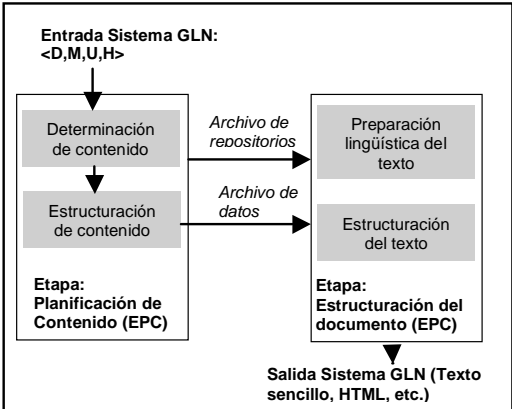 Entrada Sistema GLN:
<D,M,U,H>
Determinación
de contenido
Estructuración
de contenido
Etapa:
Planificación de
Contenido (EPC)
Archivo de
repositorios
Archivo de
datos
Preparación
lingüística del
texto
Estructuración
del texto
Etapa:
Estructuración del
documento (EPC)
Salida Sistema GLN (Texto
sencillo, HTML, etc.)